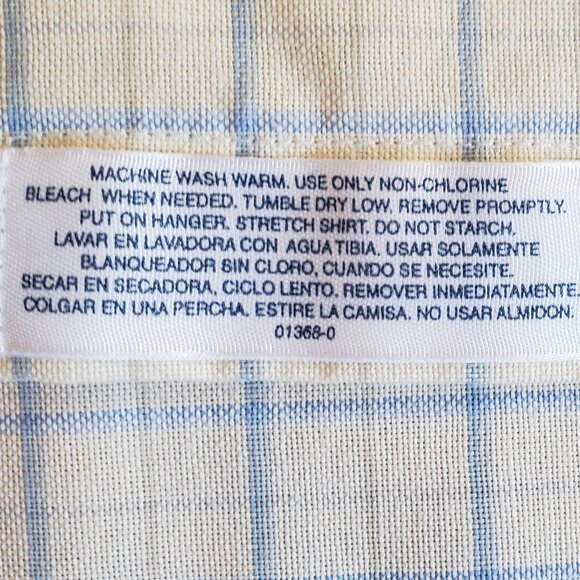 MACHINE WASH WARM. USE ONLY NON-CHLORINE
BLEACH WHEN NEEDED. TUMBLE DRY LOW. REMOVE PROMPTLY.
PUT ON HANGER. STRETCH SHIRT. DO NOT STARCH.
LAVAR EN LAVADORA CON AGUA TIBIA. USAR SOLAMENTE
BLANQUEADOR SIN CLORO, CUANDO SE NECESITE.
SECAR EN SECADORA, CICLO LENTO. REMOVER INMEDIATAMENTE.
COLGAR EN UNA PERCHA. ESTIRE LA CAMISA. NO USAR ALMIDON.
01368-0